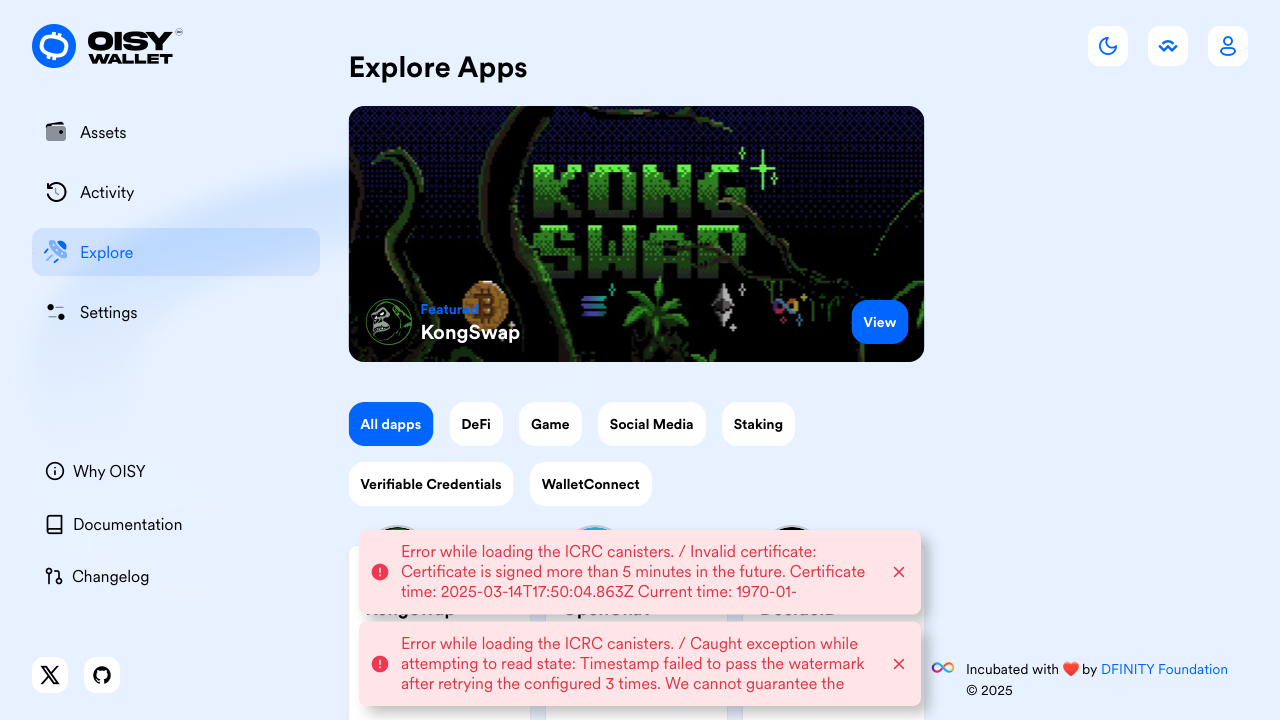 OISY
WALLET
Explore Apps
Assets
Activity
Explore
Settings
KONG
SWAP
Featured
KongSwap
View
All dapps
DeFi
Game
Social Media
Staking
Verifiable Credentials
WalletConnect
Why OISY
Documentation
Changelog
Error while loading the ICRC canisters. / Invalid certificate:
Certificate is signed more than 5 minutes in the future. Certificate
time: 2025-03-14T17:50:04.863Z Current time: 1970-01-
Error while loading the ICRC canisters. / Caught exception while
attempting to read state: Timestamp failed to pass the watermark
after retrying the configured 3 times. We cannot guarantee the
Incubated with ❤️ by DFINITY Foundation
© 2025